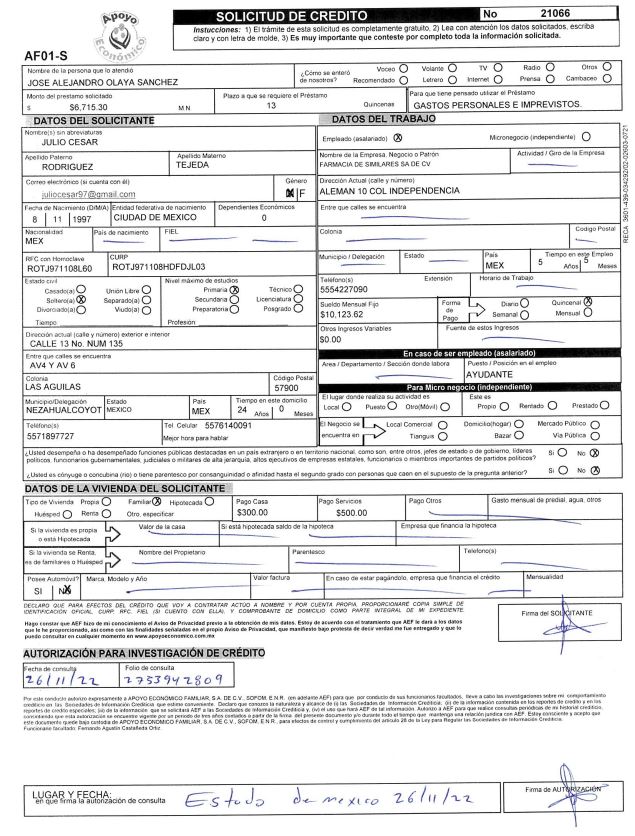 Apoyo Económico
SOLICITUD DE CREDITO No 21066
Instrucciones: 1) El trámite de esta solicitud es completamente gratuito, 2) Lea con atención los datos solicitados, escriba
claro y con letra de molde, 3) Es muy importante que conteste por completo toda la información solicitada.
AF01-S
Nombre de la persona que lo atendió
JOSE ALEJANDRO OLAYA SANCHEZ
¿Cómo se enteró de nosotros? Voceo Volante TV Radio Otros
Recomendado Letrero Internet Prensa Cambaceo
Monto del prestamo solicitado
$ $6,715.30 M.N
Plazo a que se requiere el Préstamo
13 Quincenas
Para que tiene pensado utilizar el Préstamo
GASTOS PERSONALES E IMPREVISTOS.
DATOS DEL SOLICITANTE
Nombre(s) sin abreviaturas
JULIO CESAR
Apellido Paterno Apellido Materno
RODRIGUEZ TEJEDA
Correo electrónico (si cuenta con él) Género
juliocesar97@gmail.com M F
Fecha de Nacimiento (D/M/A) Entidad federativa de nacimiento Dependientes Económicos
8 11 1997 CIUDAD DE MEXICO 0
Nacionalidad País de nacimiento FIEL
MEX
RFC con Homoclave CURP
ROTJ971108L60 ROTJ971108HDFDJL03
Estado civil Nivel máximo de estudios
Casado(a) Unión Libre Primaria Técnico
Soltero(a) Separado(a) Secundaria Licenciatura
Divorciado(a) Viudo(a) Preparatoria Posgrado
Tiempo Profesión
Dirección actual (calle y número) exterior e interior
CALLE 13 No. NUM 135
Entre que calles se encuentra
AV4 Y AV 6
Colonia Código Postal
LAS AGUILAS 57900
Municipio/Delegación Estado País Tiempo en este domicilio
NEZAHUALCOYOT MEXICO MEX 24 Años 0 Meses
Teléfono(s) Tel Celular 5576140091
5571897727 Mejor hora para hablar
DATOS DEL TRABAJO
Empleado (asalariado) Micronegocio (independiente)
Nombre de la Empresa, Negocio o Patrón Actividad / Giro de la Empresa
FARMACIA DE SIMILARES SA DE CV
Dirección Actual (calle y número)
ALEMAN 10 COL INDEPENDENCIA
Entre que calles se encuentra
Colonia Codigo Postal
Municipio / Delegación Estado País Tiempo en este Empleo
MEX 5 Años 5 Meses
Teléfono(s) Extensión Horario de Trabajo
5554227090
Sueldo Mensual Fijo Forma de Pago Diario Quincenal
$10,123.62 Semanal Mensual
Otros Ingresos Variables Fuente de estos Ingresos
$0.00
En caso de ser empleado (asalariado)
Area / Departamento / Sección donde labora Puesto / Posición en el empleo
AYUDANTE
Para Micro negocio (independiente)
El lugar donde realiza su actividad es Este es
Local Puesto Otro(Móvil) Propio Rentado Prestado
El Negocio se encuentra en Local Comercial Domicilio(hogar) Mercado Público
Tianguis Bazar Vía Pública
RECA 3601-439-034292/02-02603-0721
¿Usted desempeña o ha desempeñado funciones públicas destacadas en un país extranjero o en territorio nacional, como son, entre otros, jefes de estado o de gobierno, líderes
políticos, funcionarios gubernamentales, judiciales o militares de alta jerarquía, altos ejecutivos de empresas estatales, funcionarios o miembros importantes de partidos políticos? Si No
¿Usted es cónyuge o concubina (rio) o tiene parentesco por consanguinidad o afinidad hasta el segundo grado con personas que caen en el supuesto de la pregunta anterior? Si No
DATOS DE LA VIVIENDA DEL SOLICITANTE
Tipo de Vivienda Propia Familiar Hipotecada Pago Casa Pago Servicios Pago Otros Gasto mensual de predial, agua, otros
Huésped Renta Otro, especificar $300.00 $500.00
Si la vivienda es propia o está Hipotecada Valor de la casa Si está hipotecada saldo de la hipoteca Empresa que financia la hipoteca
Si la vivienda se Renta, es de familiares o Huésped Nombre del Propietario Parentesco Telefono(s)
Posee Automóvil? Marca, Modelo y Año Valor factura En caso de estar pagándolo, empresa que financia el crédito Mensualidad
SI NO
DECLARO QUE PARA EFECTOS DEL CRÉDITO QUE VOY A CONTRATAR ACTUO A NOMBRE Y POR CUENTA PROPIA, PROPORCIONARÉ COPIA SIMPLE DE
IDENTIFICACION OFICIAL, CURP, RFC, FIEL (SI CUENTO CON ELLA), Y COMPROBANTE DE DOMICILIO COMO PARTE INTEGRAL DE MI EXPEDIENTE.
Hago constar que AEF hizo de mi conocimiento el Aviso de Privacidad previo a la obtención de mis datos. Estoy de acuerdo con el tratamiento que AEF le dará a los datos
que le he proporcionado, así como con las finalidades señaladas en el propio Aviso de Privacidad, que manifiesto bajo protesta de decir verdad me fue entregado y que lo
puedo consultar en cualquier momento en www.apoyoeconomico.com.mx
Firma del SOLICITANTE
AUTORIZACIÓN PARA INVESTIGACIÓN DE CRÉDITO
Fecha de consulta Folio de consulta
26/11/22 2733942809
Por este conducto autorizo expresamente a APOYO ECONOMICO FAMILIAR, S.A. DE C.V., SOFOM, E.N.R. (en adelante AEF) para que por conducto de sus funcionarios facultados, lleve a cabo las investigaciones sobre mi comportamiento
crediticio en las Sociedades de Información Crediticia que estime conveniente. Declaro que conozco la naturaleza y alcance de (i) las Sociedades de Información Crediticia; (ii) de la información contenida en los reportes de crédito y en los
reportes de crédito especiales; (iii) de la información que se solicitará AEF a las Sociedades de Información Crediticia y, (iv) el uso que hará AEF de tal información. Autorizo a AEF para que realice consultas periódicas de mi historial crediticio,
consintiendo que esta autorización se encuentre vigente por un período de tres años contados a partir de la firma del presente documento y/o durante todo el tiempo que mantenga una relación jurídica con AEF. Estoy consciente y acepto que
este documento quede bajo custodia de APOYO ECONOMICO FAMILIAR, S.A. DE C.V., SOFOM, E.N.R., para efectos de control y cumplimiento del artículo 28 de la Ley para Regular las Sociedades de Información Crediticia.
Funcionario facultado: Fernando Agustin Castañeda Ortiz.
LUGAR Y FECHA:
en que firma la autorización de consulta Estado de mexico 26/11/22
Firma de AUTORIZACIÓN